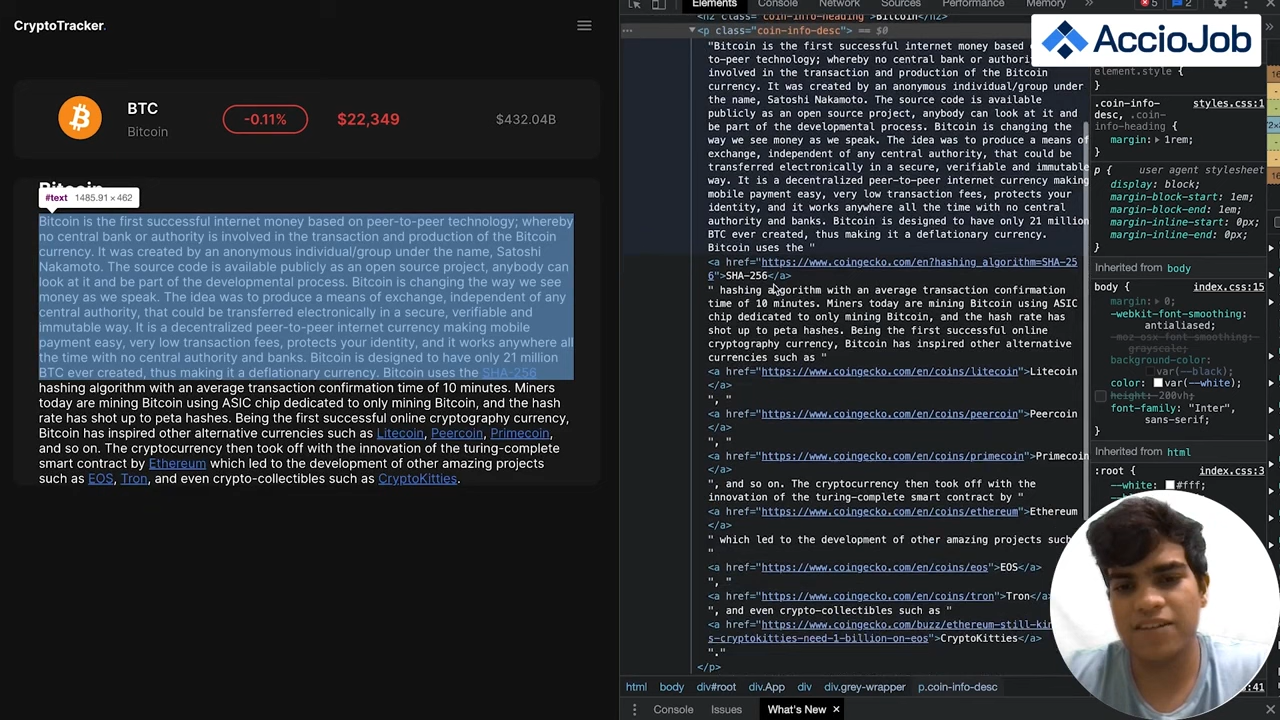 CryptoTracker.
BTC
Bitcoin
-0.11%
$22,349
$432.04B
Bitcoin
#text 1485.91 × 462
Bitcoin is the first successful internet money based on peer-to-peer technology; whereby
no central bank or authority is involved in the transaction and production of the Bitcoin
currency. It was created by an anonymous individual/group under the name, Satoshi
Nakamoto. The source code is available publicly as an open source project, anybody can
look at it and be part of the developmental process. Bitcoin is changing the way we see
money as we speak. The idea was to produce a means of exchange, independent of any
central authority, that could be transferred electronically in a secure, verifiable and
immutable way. It is a decentralized peer-to-peer internet currency making mobile
payment easy, very low transaction fees, protects your identity, and it works anywhere all
the time with no central authority and banks. Bitcoin is designed to have only 21 million
BTC ever created, thus making it a deflationary currency. Bitcoin uses the SHA-256
hashing algorithm with an average transaction confirmation time of 10 minutes. Miners
today are mining Bitcoin using ASIC chip dedicated to only mining Bitcoin, and the hash
rate has shot up to peta hashes. Being the first successful online cryptography currency,
Bitcoin has inspired other alternative currencies such as Litecoin, Peercoin, Primecoin,
and so on. The cryptocurrency then took off with the innovation of the turing-complete
smart contract by Ethereum which led to the development of other amazing projects
such as EOS, Tron, and even crypto-collectibles such as CryptoKitties.
Elements Console Network Sources Performance Memory 5 2
AccioJob
<h2 class="coin-info-heading">Bitcoin</h2>
<p class="coin-info-desc"> == $0
"Bitcoin is the first successful internet money based on
to-peer technology; whereby no central bank or authority
involved in the transaction and production of the Bitcoin
currency. It was created by an anonymous individual/group under
the name, Satoshi Nakamoto. The source code is available
publicly as an open source project, anybody can look at it and
be part of the developmental process. Bitcoin is changing the
way we see money as we speak. The idea was to produce a means of
exchange, independent of any central authority, that could be
transferred electronically in a secure, verifiable and immutable
way. It is a decentralized peer-to-peer internet currency making
mobile payment easy, very low transaction fees, protects your
identity, and it works anywhere all the time with no central
authority and banks. Bitcoin is designed to have only 21 million
BTC ever created, thus making it a deflationary currency.
Bitcoin uses the "
<a href="https://www.coingecko.com/en?hashing_algorithm=SHA-25
6">SHA-256</a>
" hashing algorithm with an average transaction confirmation
time of 10 minutes. Miners today are mining Bitcoin using ASIC
chip dedicated to only mining Bitcoin, and the hash rate has
shot up to peta hashes. Being the first successful online
cryptography currency, Bitcoin has inspired other alternative
currencies such as "
<a href="https://www.coingecko.com/en/coins/litecoin">Litecoin
</a>
", "
<a href="https://www.coingecko.com/en/coins/peercoin">Peercoin
</a>
", "
<a href="https://www.coingecko.com/en/coins/primecoin">Primecoin
</a>
", and so on. The cryptocurrency then took off with the
innovation of the turing-complete smart contract by "
<a href="https://www.coingecko.com/en/coins/ethereum">Ethereum
</a>
" which led to the development of other amazing projects such
"
<a href="https://www.coingecko.com/en/coins/eos">EOS</a>
", "
<a href="https://www.coingecko.com/en/coins/tron">Tron</a>
", and even crypto-collectibles such as "
<a href="https://www.coingecko.com/buzz/ethereum-still-kin
s-cryptokitties-need-1-billion-on-eos">CryptoKitties</a>
"."
</p>
html body div#root div.App div div.grey-wrapper p.coin-info-desc
Console Issues What's New ×
element.style {
}
.coin-info- styles.css:1
desc, .coin-
info-heading {
margin: 1rem;
}
p { user agent stylesheet
display: block;
margin-block-start: 1em;
margin-block-end: 1em;
margin-inline-start: 0px;
margin-inline-end: 0px;
}
Inherited from body
body { index.css:15
margin: 0;
-webkit-font-smoothing:
antialiased;
-moz-osx-font-smoothing:
grayscale;
background-color:
var(--black);
color: var(--white);
height: 200vh;
font-family: "Inter",
sans-serif;
}
Inherited from html
:root { index.css:3
--white: #fff;
:41